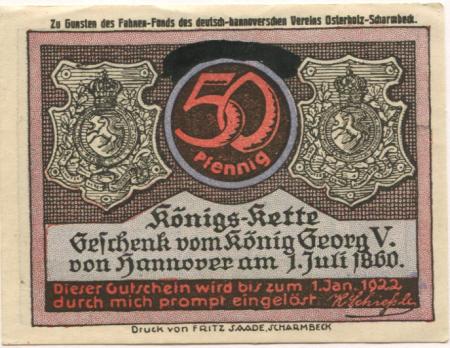 Zu Gunsten des Fahnen-Fonds des deutsch-hannoverschen Vereins Osterholz-Scharmbeck.
50
Pfennig
Königs-Kette
Geschenk vom König Georg V.
von Hannover am 1. Juli 1860.
Dieser Gutschein wird bis zum 1. Jan. 1922
durch mich prompt eingelöst
Druck von FRITZ SAADE, SCHARMBECK